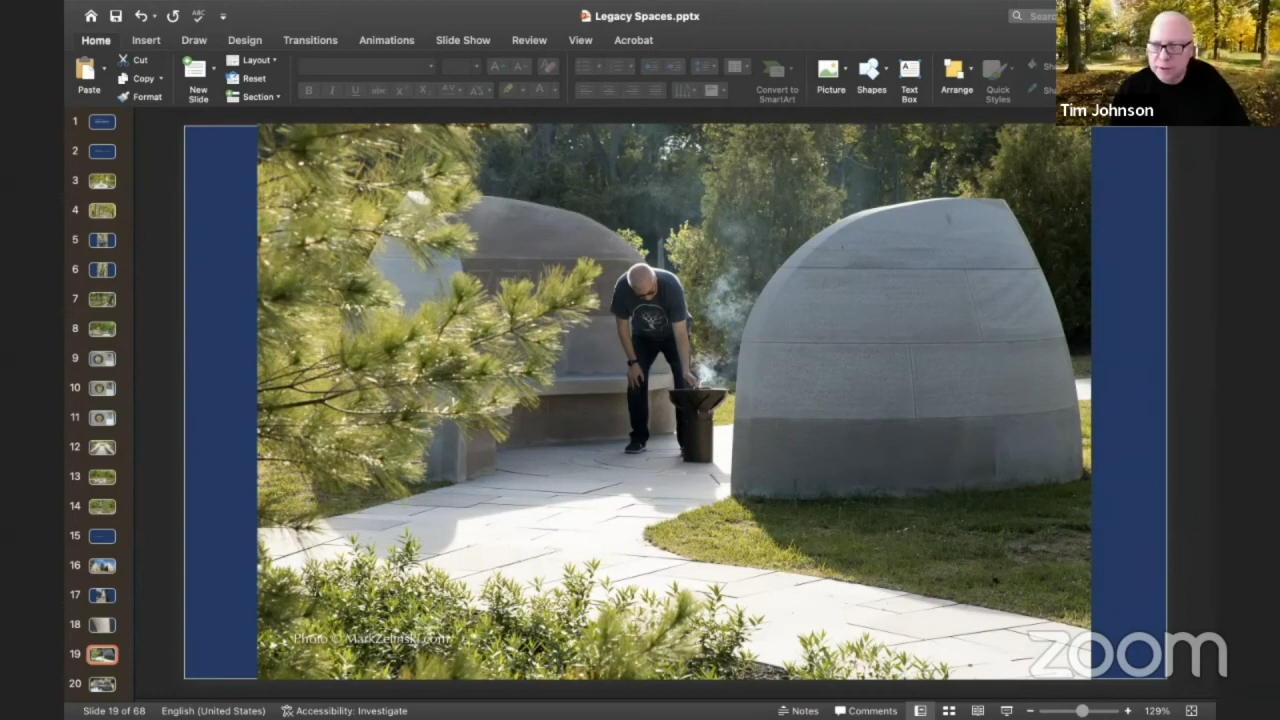 Legacy Spaces.pptx
ABC
Home Insert Draw Design Transitions Animations Slide Show Review View Acrobat
Paste
Cut
Copy
Format
New Slide
Layout
Reset
Section
Convert to SmartArt
Picture
Shapes
Text Box
Arrange
Quick Styles
Tim Johnson
1
2
3
4
5
6
7
8
9
10
11
12
13
14
15
16
17
18
19
20
Photo © MarkZelinski.com
zoom
Slide 19 of 68 English (United States) Accessibility: Investigate Notes Comments 129%